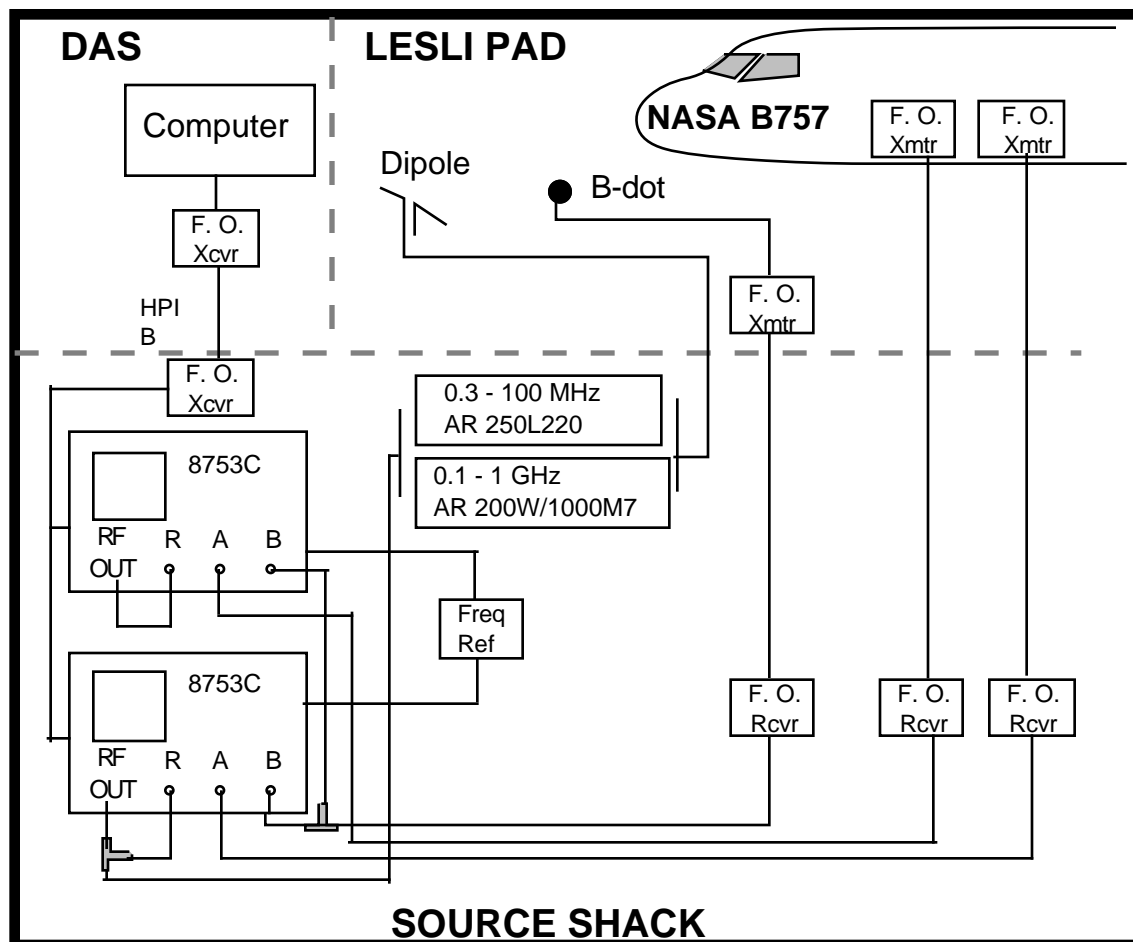 DAS
LESLI PAD
Computer
NASA B757
F. O.
Xmtr
F. O.
Xmtr
Dipole
B-dot
F. O.
Xcvr
HPI
B
F. O.
Xmtr
F. O.
Xcvr
0.3 - 100 MHz
AR 250L220
0.1 - 1 GHz
AR 200W/1000M7
8753C
RF
OUT
R
A
B
Freq
Ref
8753C
RF
OUT
R
A
B
F. O.
Rcvr
F. O.
Rcvr
F. O.
Rcvr
SOURCE SHACK